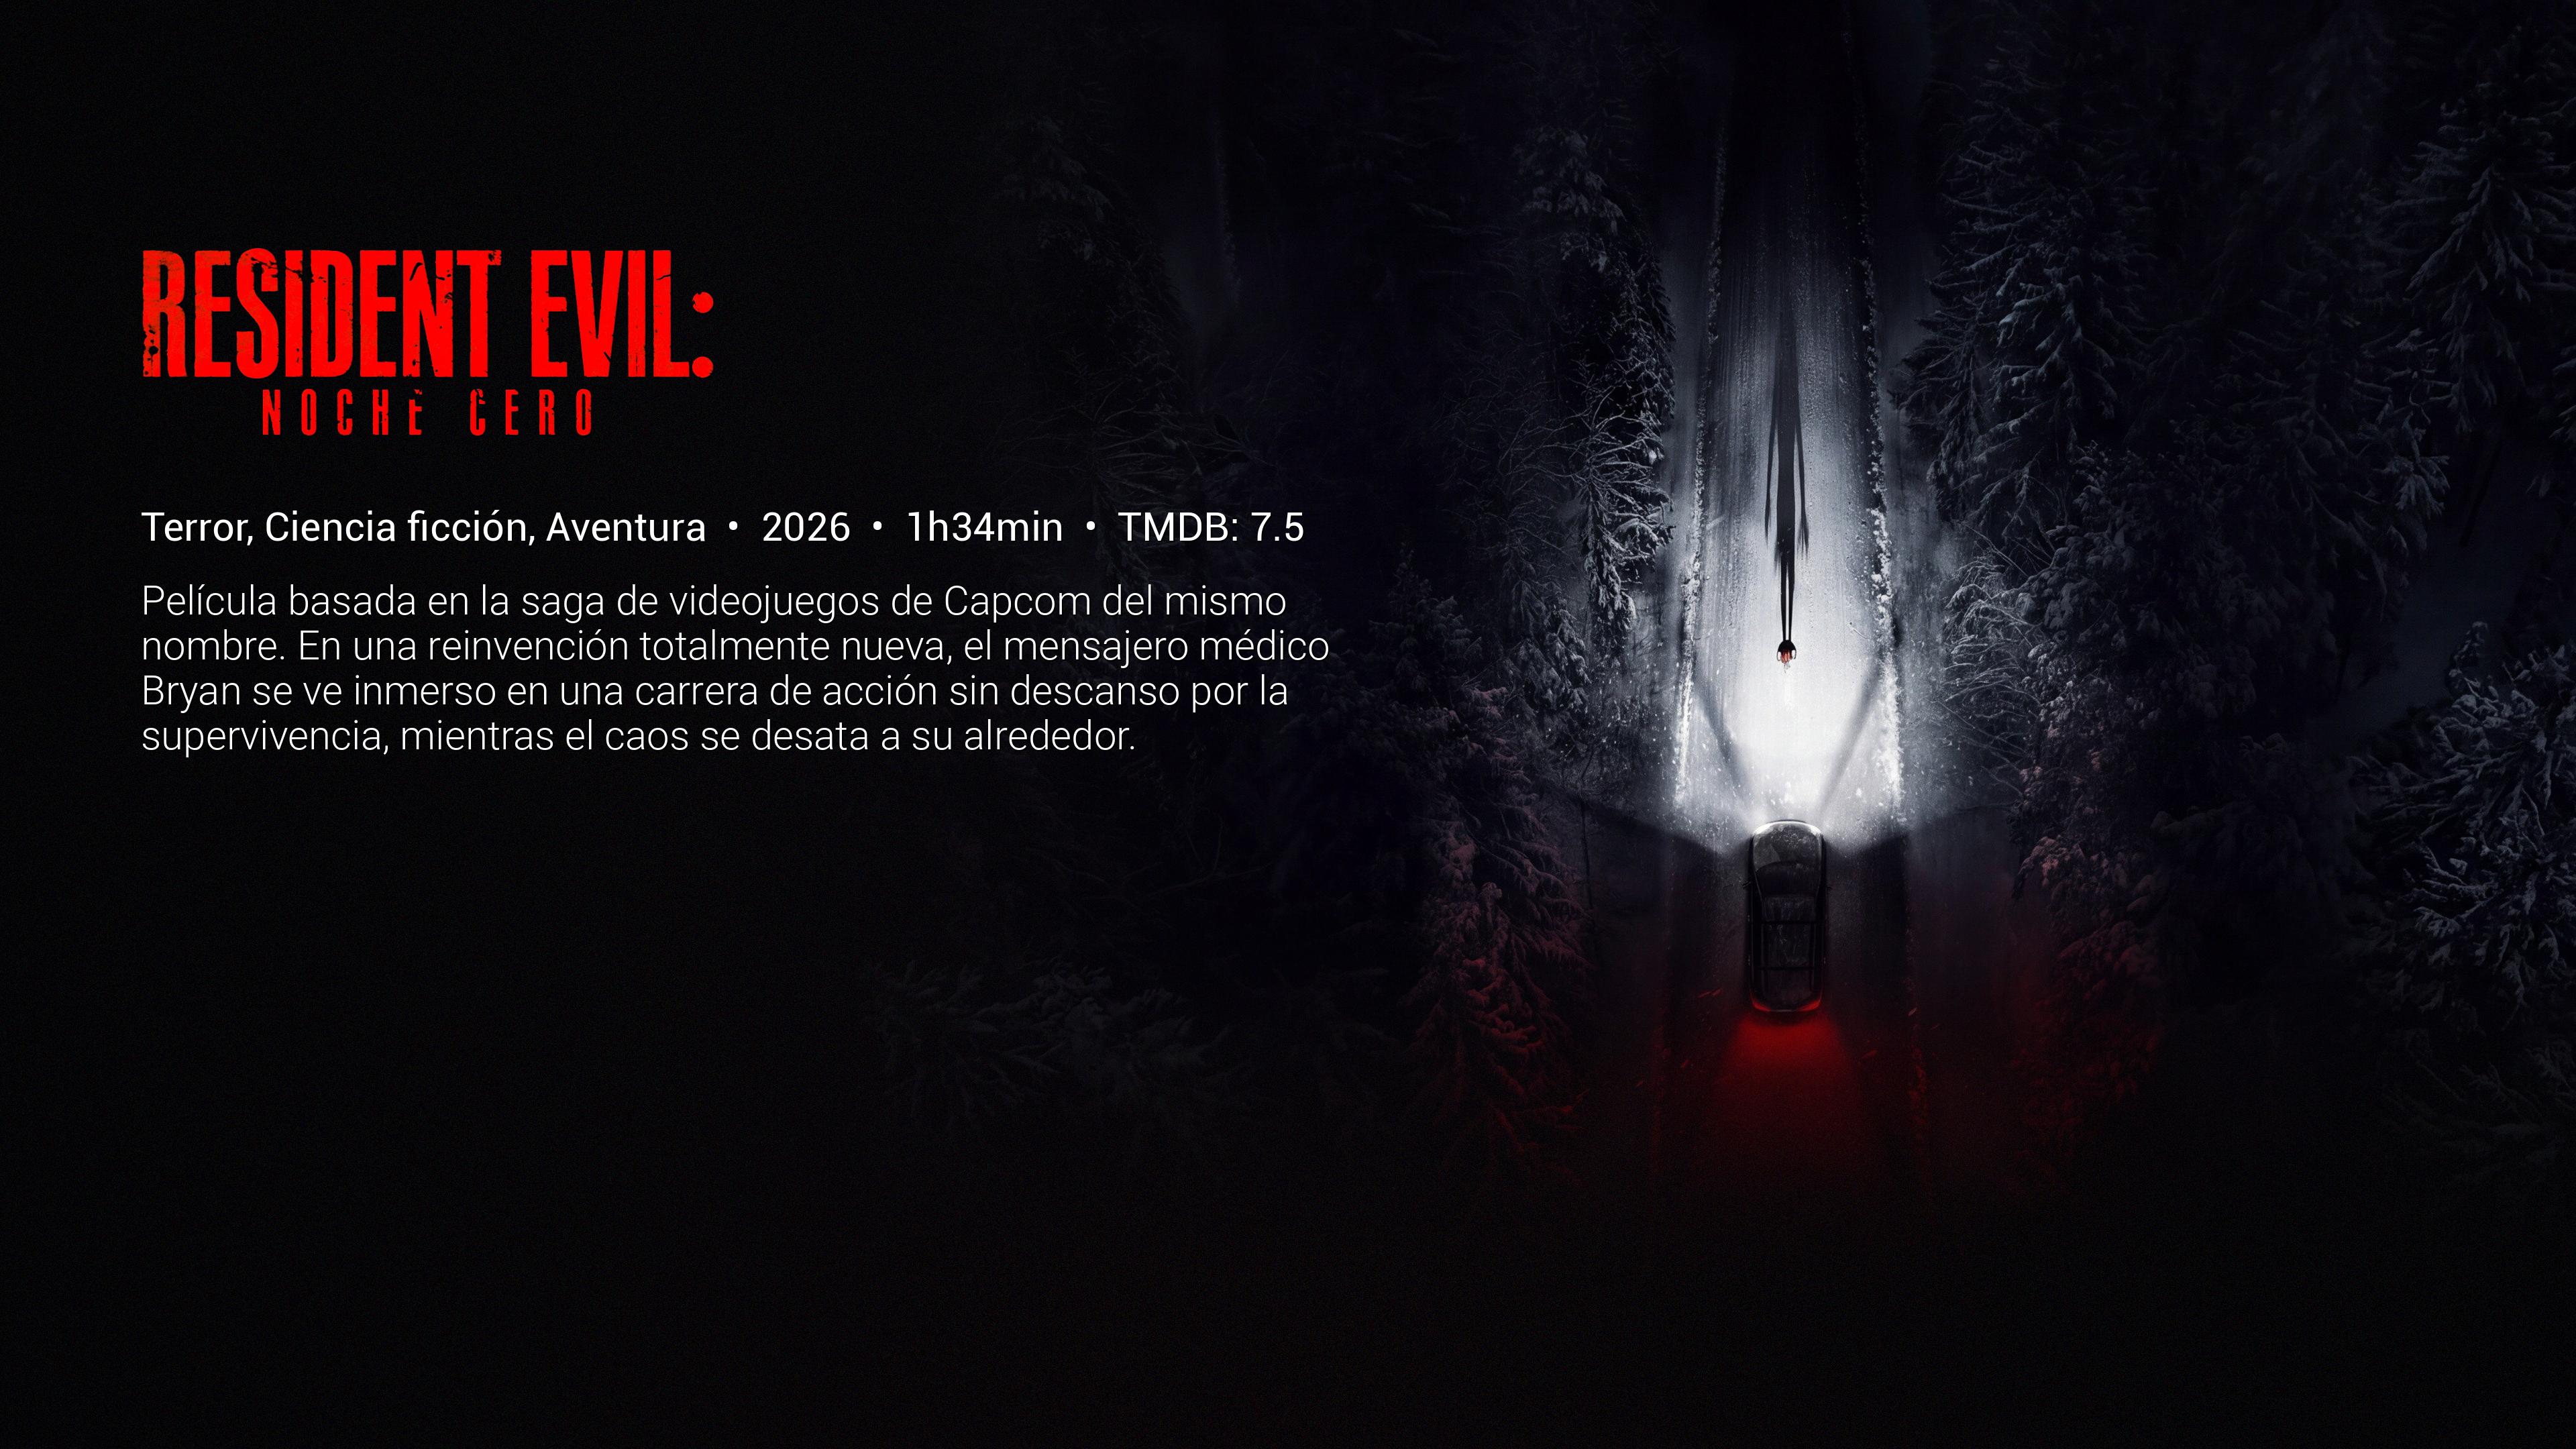 RESIDENT EVIL:
NOCHE CERO
Terror, Ciencia ficción, Aventura • 2026 • 1h34min • TMDB: 7.5
Película basada en la saga de videojuegos de Capcom del mismo
nombre. En una reinvención totalmente nueva, el mensajero médico
Bryan se ve inmerso en una carrera de acción sin descanso por la
supervivencia, mientras el caos se desata a su alrededor.